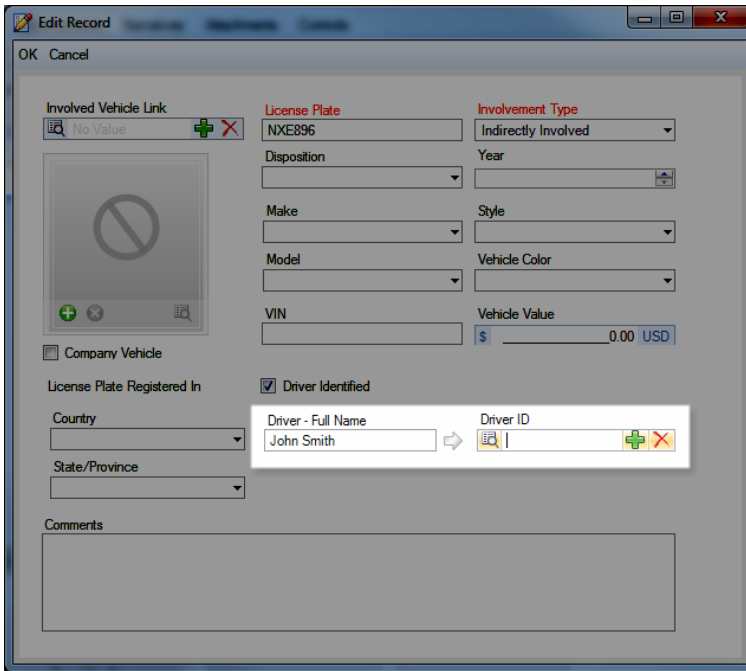 Edit Record
Attachments Controls
OK Cancel
Involved Vehicle Link
No Value
License Plate
NXE896
Involvement Type
Indirectly Involved
Disposition
Year
Make
Style
Model
Vehicle Color
VIN
Vehicle Value
$ 0.00 USD
Company Vehicle
License Plate Registered In
Driver Identified
Country
Driver - Full Name
John Smith
Driver ID
State/Province
Comments